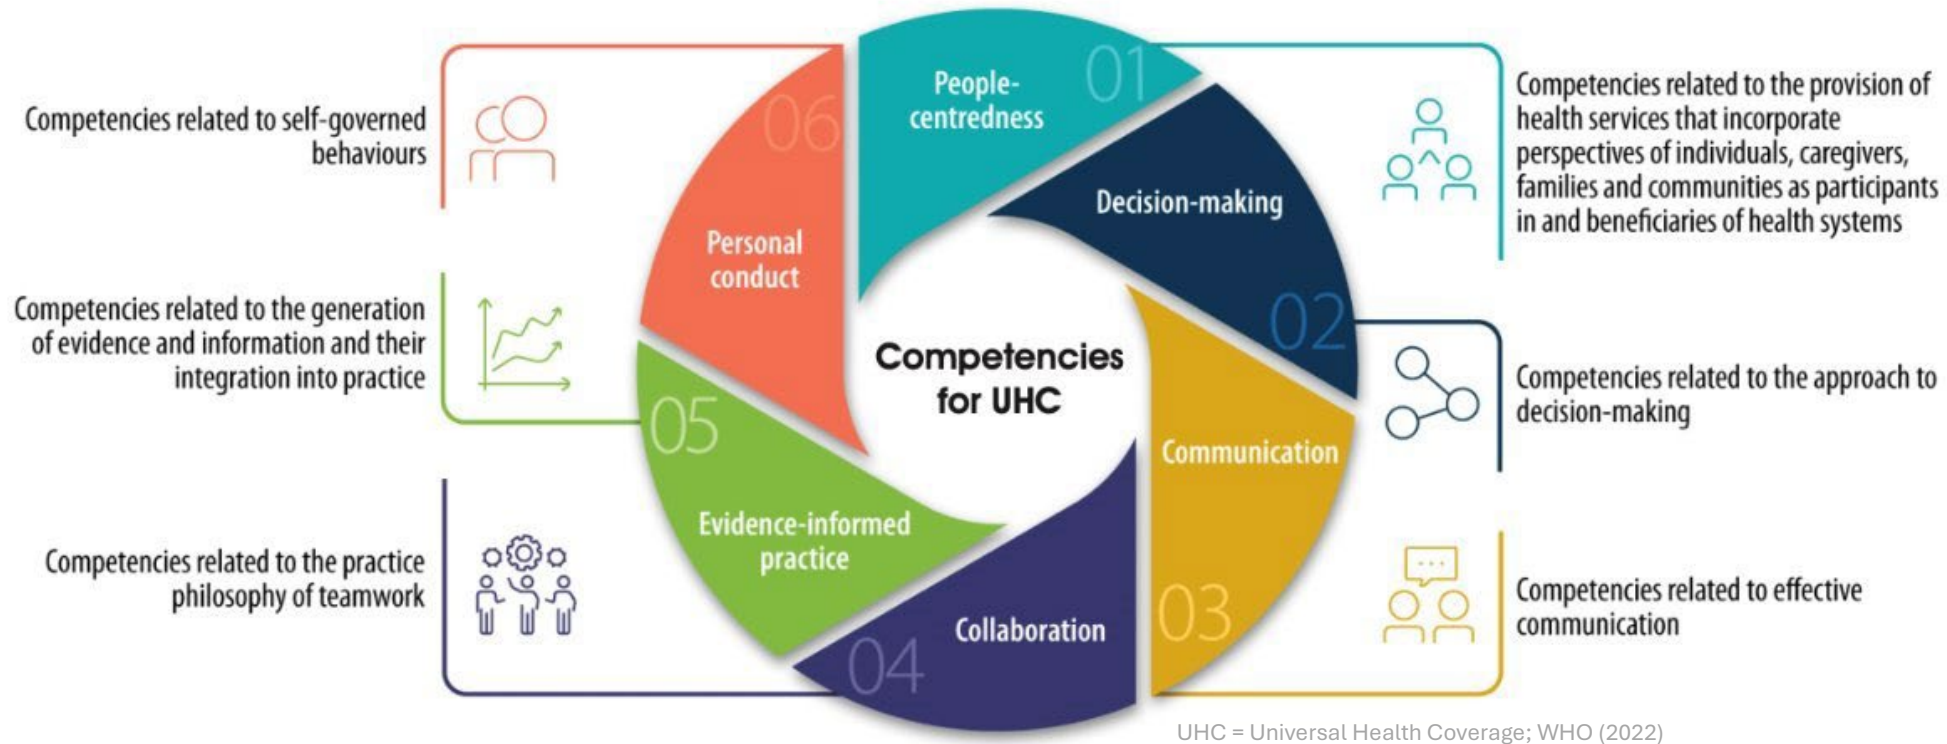 01
People-
centredness
Competencies related to the provision of
health services that incorporate
perspectives of individuals, caregivers,
families and communities as participants
in and beneficiaries of health systems
02
Decision-making
Competencies related to the approach to
decision-making
03
Communication
Competencies related to effective
communication
04
Collaboration
Competencies related to the practice
philosophy of teamwork
05
Evidence-informed
practice
Competencies related to the generation
of evidence and information and their
integration into practice
06
Personal
conduct
Competencies related to self-governed
behaviours
Competencies
for UHC
UHC = Universal Health Coverage; WHO (2022)